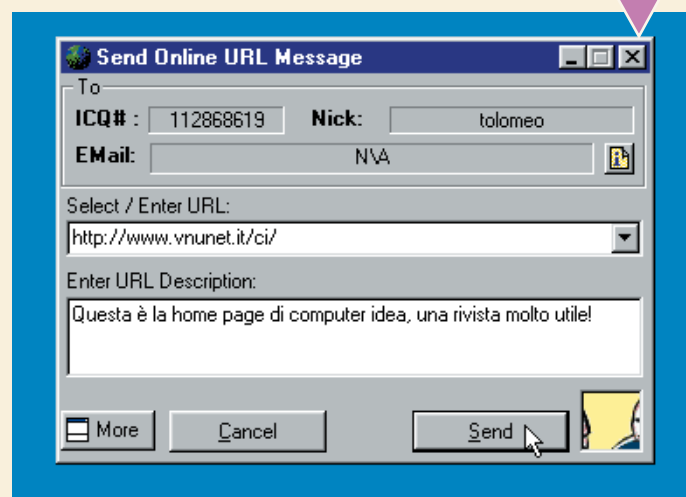 Send Online URL Message
To
ICQ# : 112868619 Nick: tolomeo
EMail: N\A
Select / Enter URL:
http://www.vnunet.it/ci/
Enter URL Description:
Questa è la home page di computer idea, una rivista molto utile!
More Cancel Send